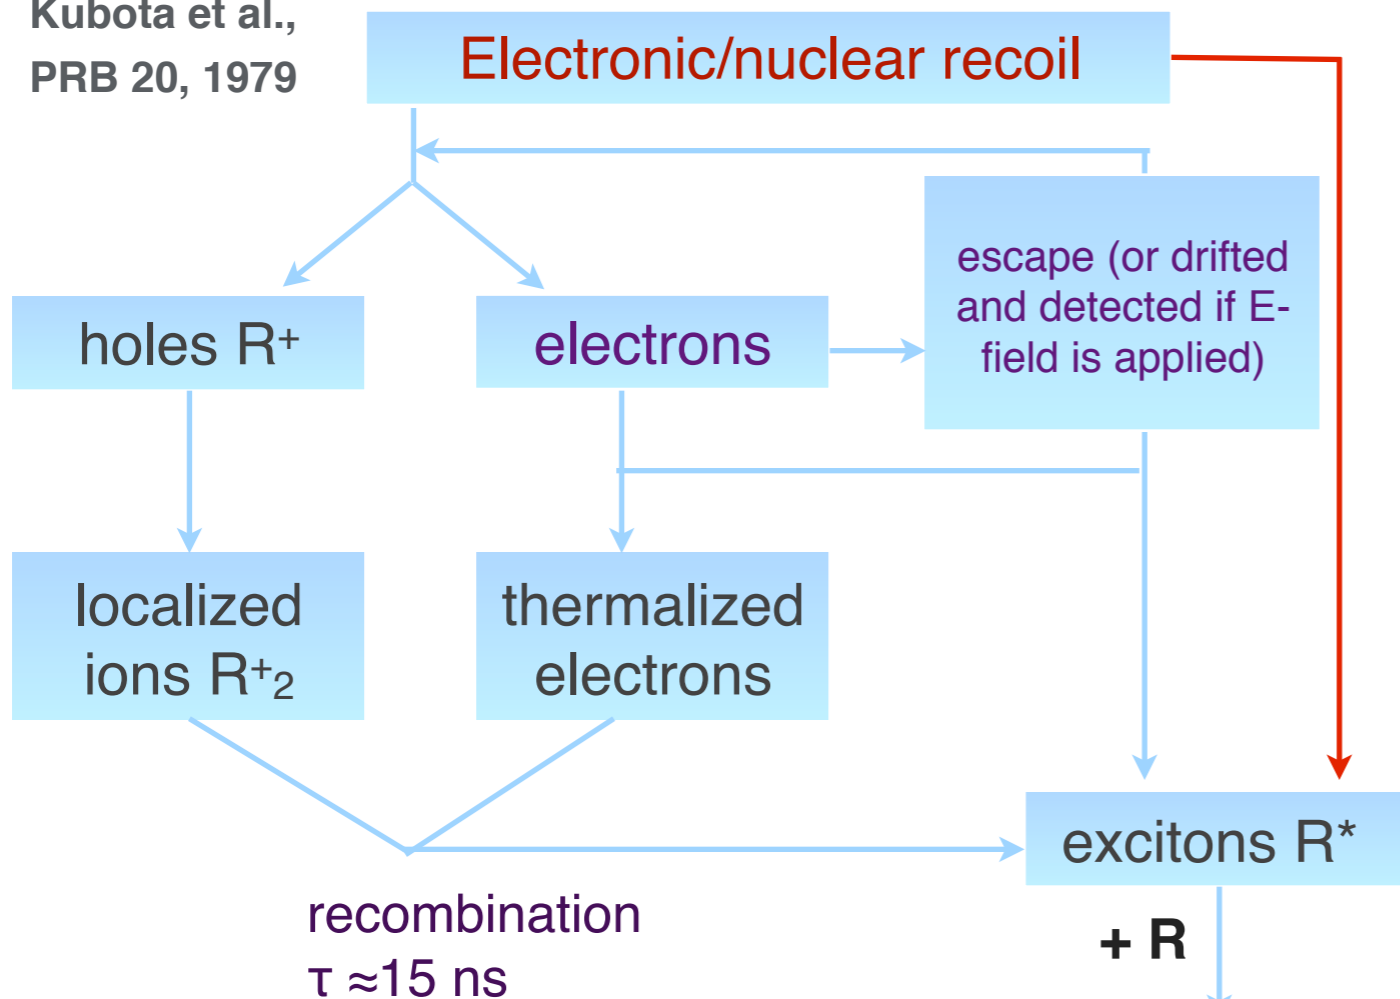 Kubota et al.,
PRB 20, 1979
Electronic/nuclear recoil
escape (or drifted
and detected if E-
field is applied)
holes R⁺
electrons
localized
ions R⁺₂
thermalized
electrons
excitons R*
recombination
τ ≈15 ns
+ R